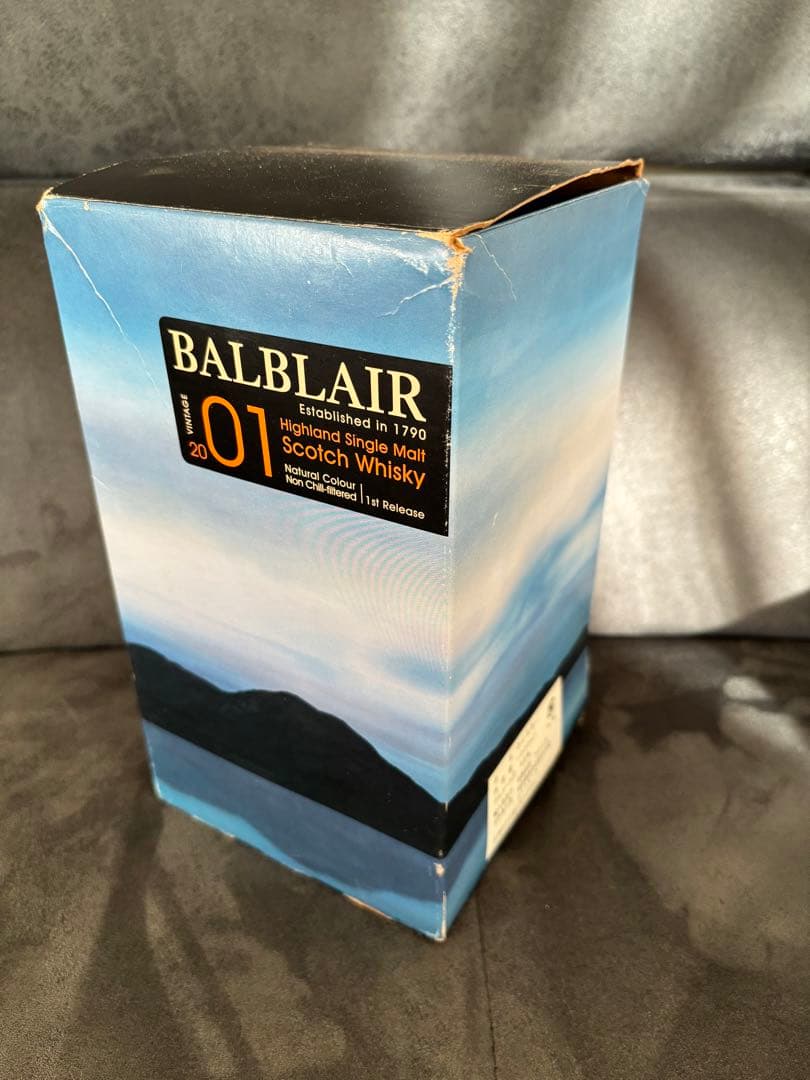 BALBLAIR
Established in 1790
VINTAGE
2001
Highland Single Malt
Scotch Whisky
Natural Colour
Non Chill-filtered
1st Release